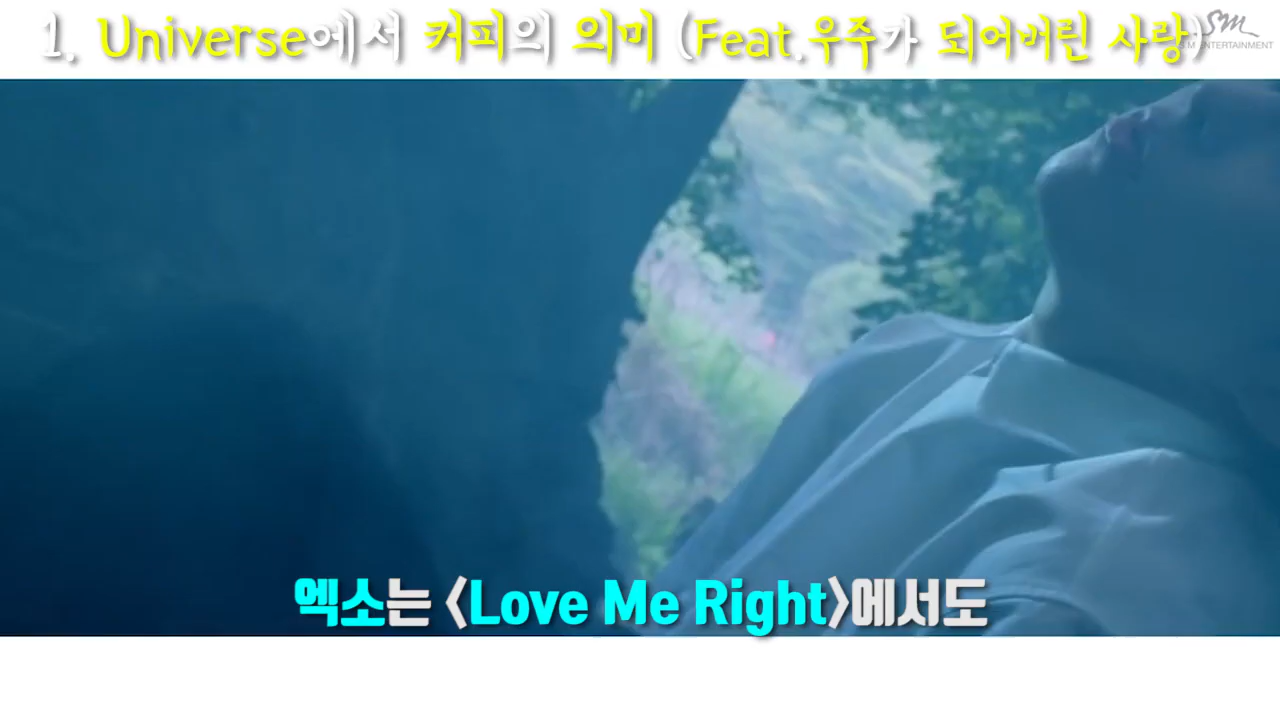 1. Universe에서 커피의 의미 (Feat.우주가 되어버린 사랑)
SM
SM ENTERTAINMENT
엑소는 <Love Me Right>에서도